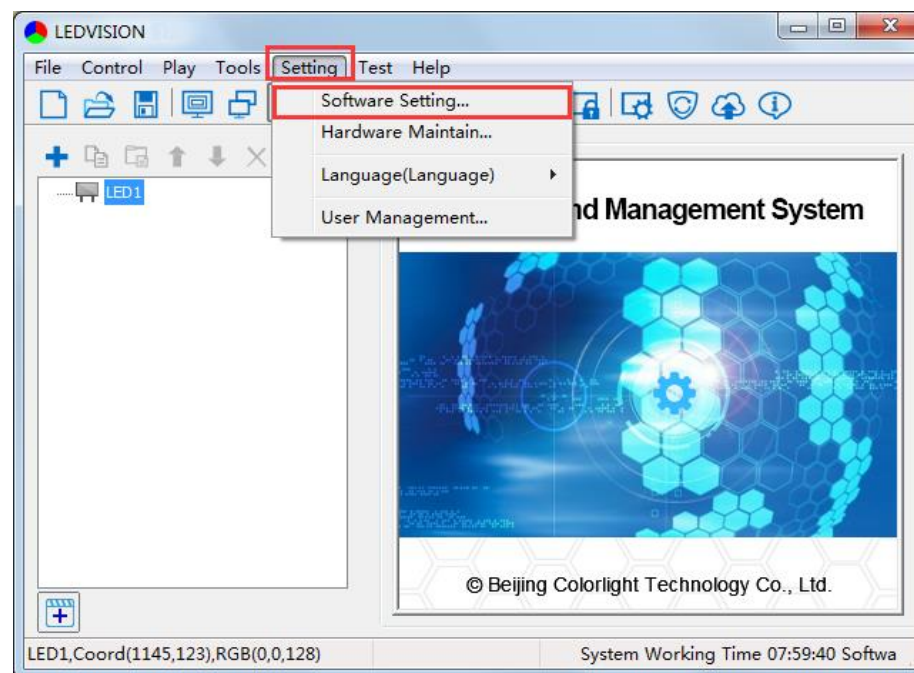 LEDVISION
File Control Play Tools Setting Test Help
Software Setting...
Hardware Maintain...
Language(Language)
User Management...
LED1
nd Management System
© Beijing Colorlight Technology Co., Ltd.
LED1,Coord(1145,123),RGB(0,0,128)
System Working Time 07:59:40 Softwa